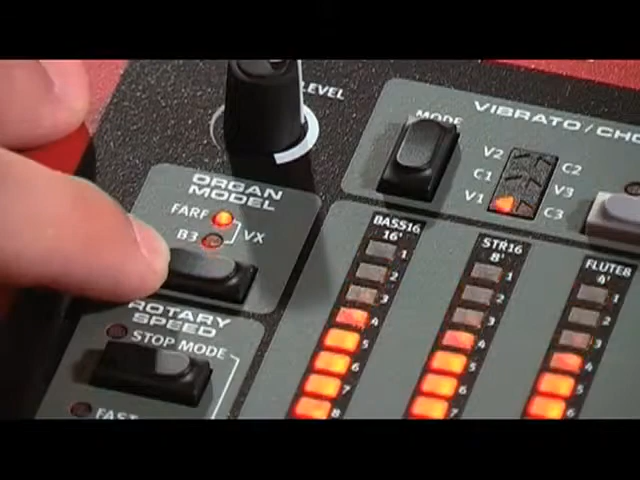 LEVEL
MODE
VIBRATO/CHO
V2
C1
V1
C2
V3
C3
ORGAN
MODEL
FARF
B3
VX
ROTARY
SPEED
STOP MODE
FAST
BASS16
16'
1
2
3
4
5
6
7
8
STR16
8'
1
2
3
4
5
6
7
FLUTE8
4'
1
2
3
4
5
6